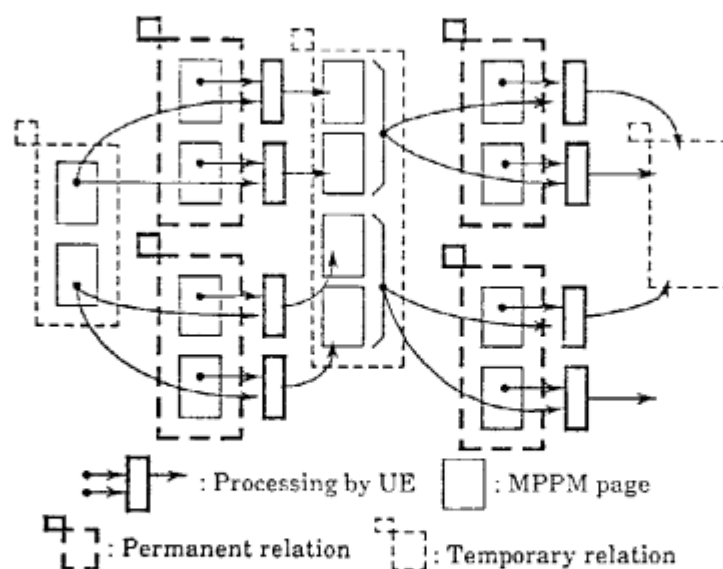 : Processing by UE : MPPM page
: Permanent relation : Temporary relation